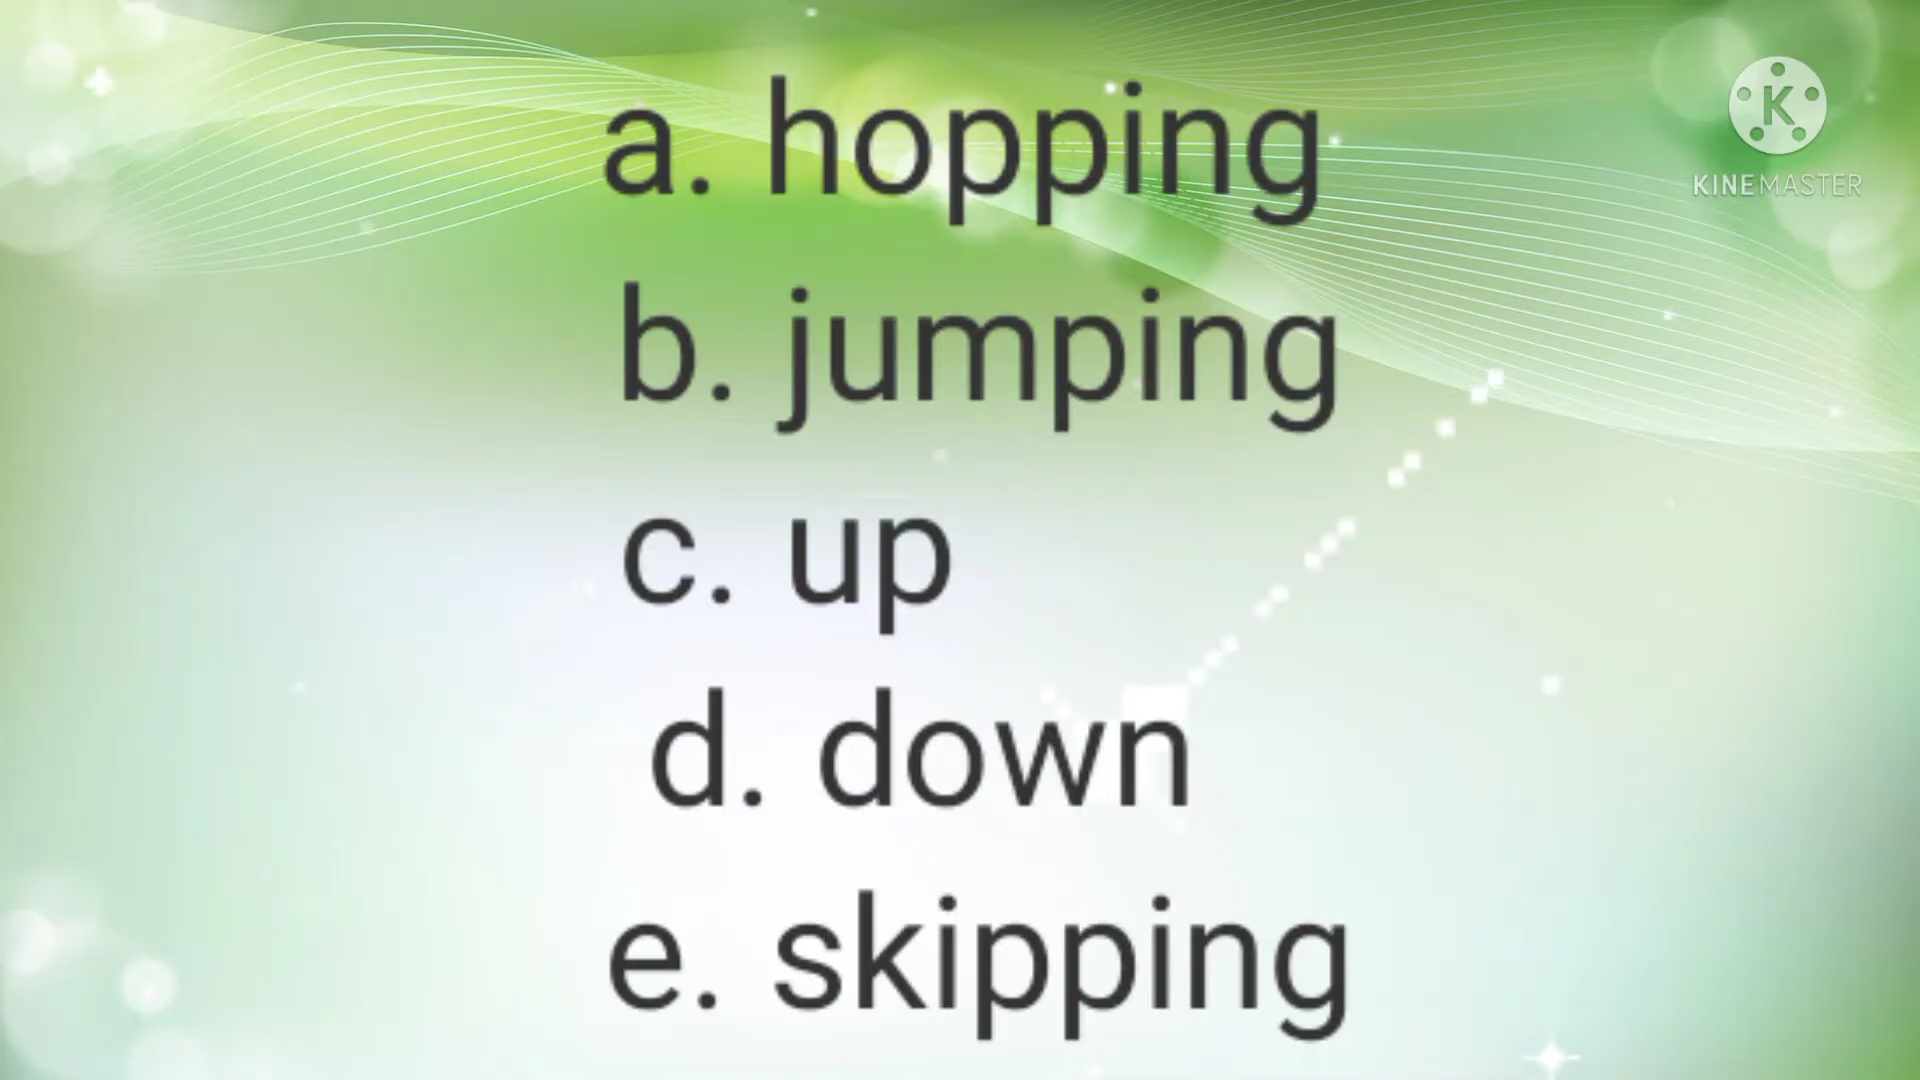 a. hopping
KINEMASTER
b. jumping
c. up
d. down
e. skipping